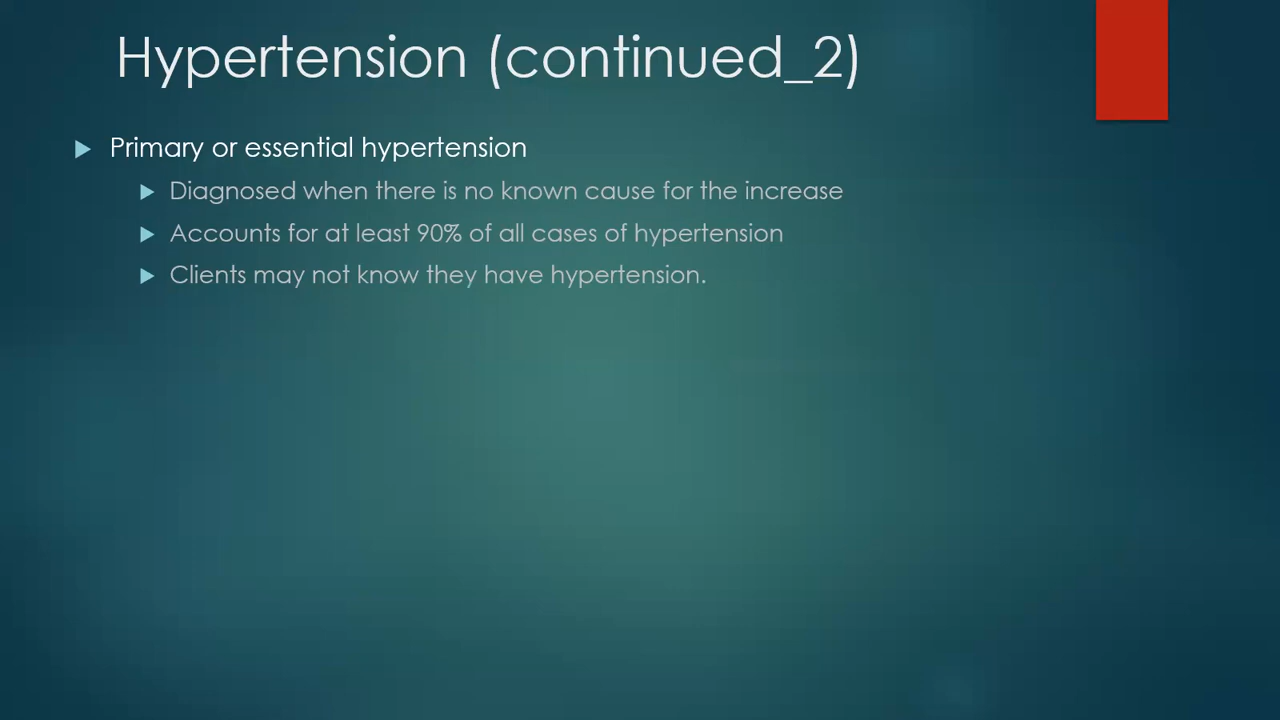 Hypertension (continued_2)
Primary or essential hypertension
Diagnosed when there is no known cause for the increase
Accounts for at least 90% of all cases of hypertension
Clients may not know they have hypertension.